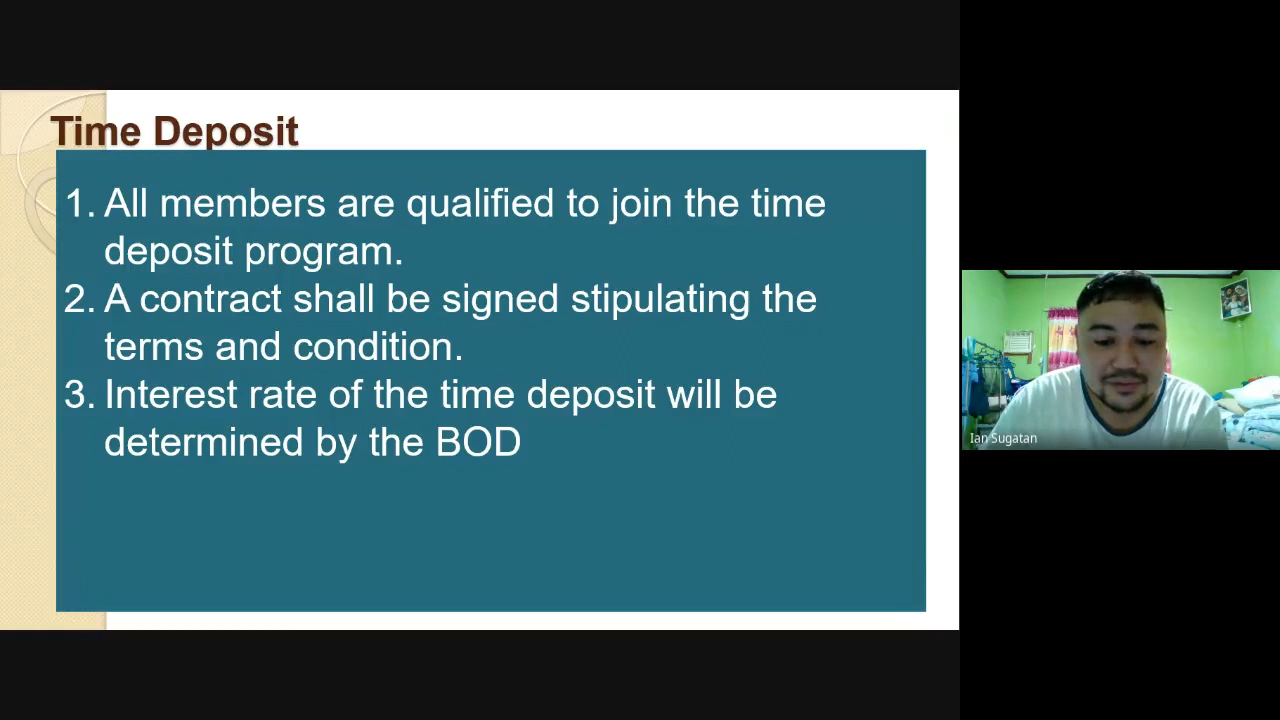 Time Deposit
1. All members are qualified to join the time
deposit program.
2. A contract shall be signed stipulating the
terms and condition.
3. Interest rate of the time deposit will be
determined by the BOD
Ian Sugatan